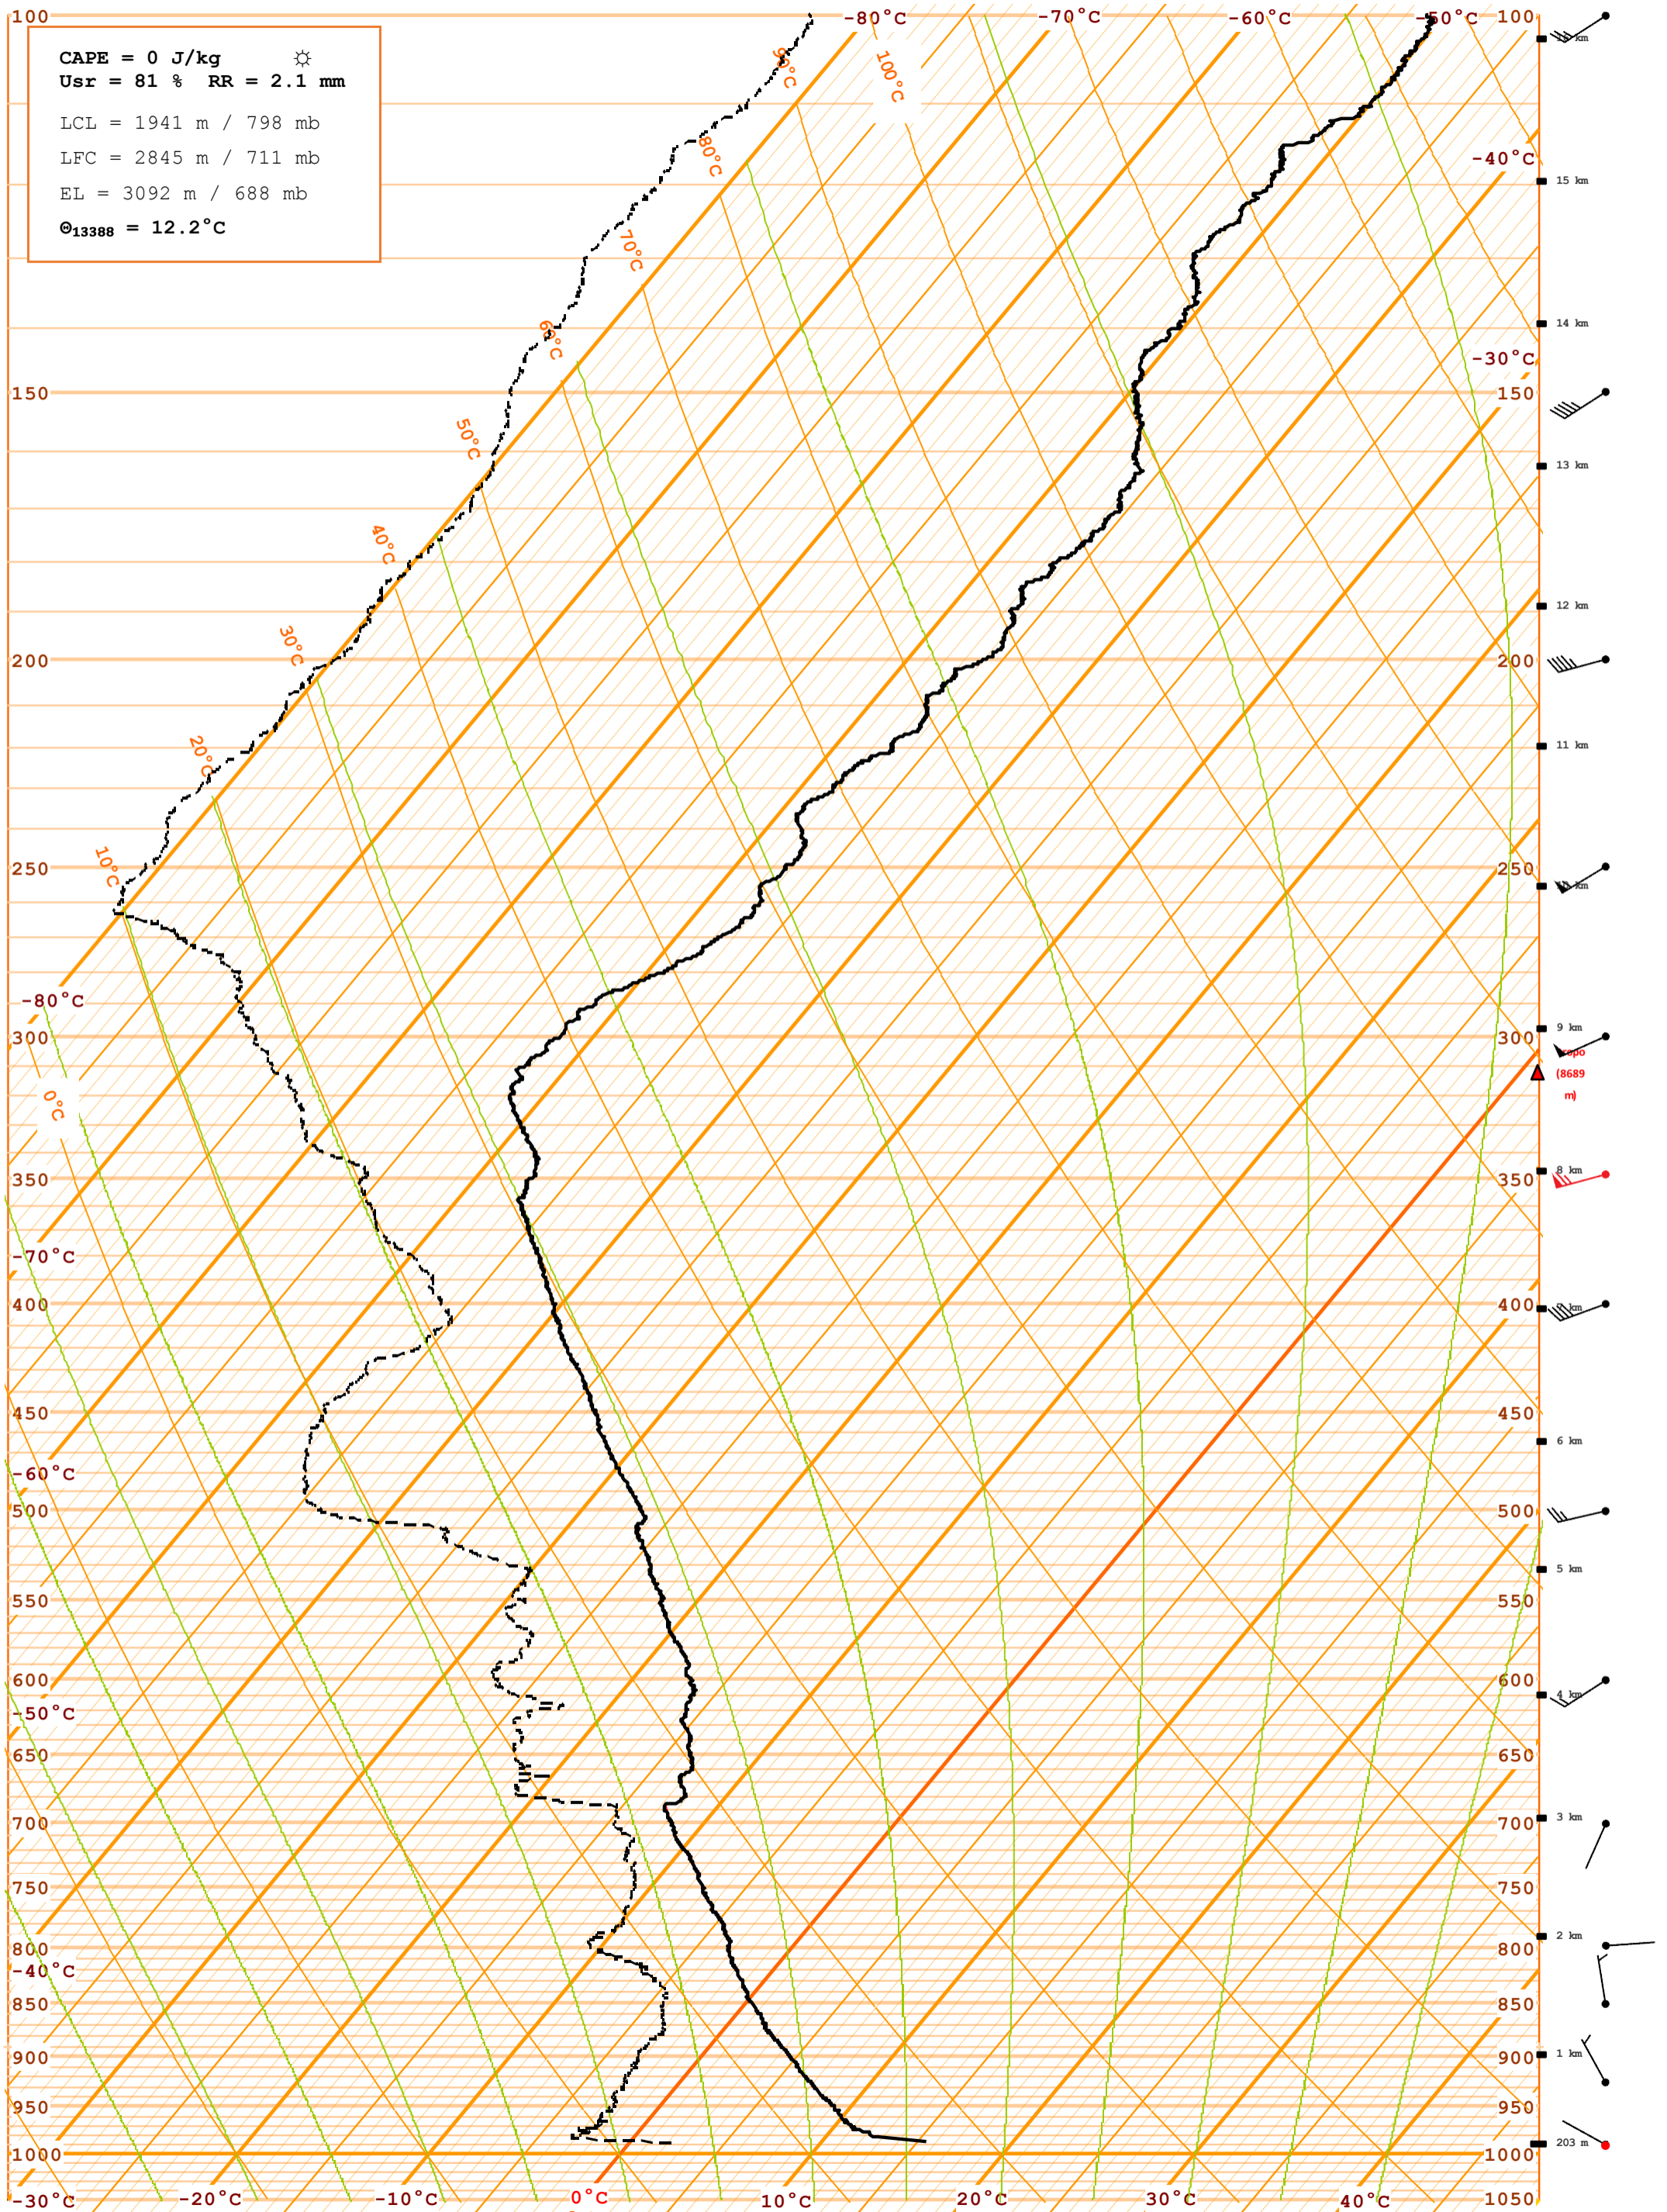 100 -80°C -70°C -60°C -50°C 100
CAPE = 0 J/kg ☼
Usr = 81 % RR = 2.1 mm
LCL = 1941 m / 798 mb
LFC = 2845 m / 711 mb
EL = 3092 m / 688 mb
Θ13388 = 12.2°C
90°C
100°C
80°C
-40°C
15 km
70°C
60°C
14 km
-30°C
150 150
50°C
13 km
40°C
12 km
30°C
200 200
20°C
11 km
10°C
250 250
km
-80°C
9 km
300 300
(8689
m)
0°C
8 km
350 350
-70°C
400 400
km
450 450
6 km
-60°C
500 500
5 km
550 550
600 600
4 km
-50°C
650 650
3 km
700 700
750 750
2 km
800 800
-40°C
850 850
1 km
900 900
950 950
203 m
1000 1000
-30°C -20°C -10°C 0°C 10°C 20°C 30°C 40°C 1050